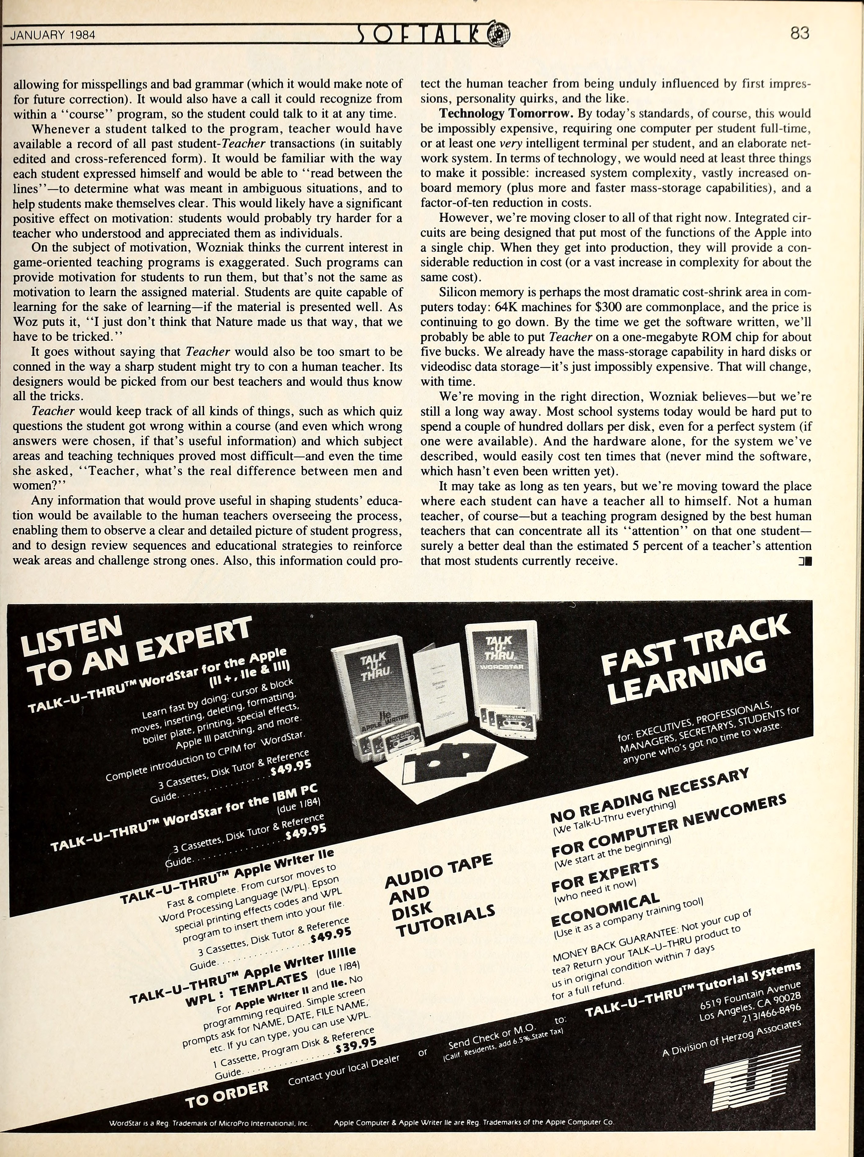 JANUARY 1984
SOFTALK
83
allowing for misspellings and bad grammar (which it would make note of
for future correction). It would also have a call it could recognize from
within a “course” program, so the student could talk to it at any time.
Whenever a student talked to the program, teacher would have
available a record of all past student-Teacher transactions (in suitably
edited and cross-referenced form). It would be familiar with the way
each student expressed himself and would be able to “read between the
lines”—to determine what was meant in ambiguous situations, and to
help students make themselves clear. This would likely have a significant
positive effect on motivation: students would probably try harder for a
teacher who understood and appreciated them as individuals.
On the subject of motivation, Wozniak thinks the current interest in
game-oriented teaching programs is exaggerated. Such programs can
provide motivation for students to run them, but that's not the same as
motivation to learn the assigned material. Students are quite capable of
learning for the sake of learning—if the material is presented well. As
Woz puts it, “I just don't think that Nature made us that way, that we
have to be tricked.”
It goes without saying that Teacher would also be too smart to be
conned in the way a sharp student might try to con a human teacher. Its
designers would be picked from our best teachers and would thus know
all the tricks.
Teacher would keep track of all kinds of things, such as which quiz
questions the student got wrong within a course (and even which wrong
answers were chosen, if that's useful information) and which subject
areas and teaching techniques proved most difficult—and even the time
she asked, “Teacher, what's the real difference between men and
women?”
Any information that would prove useful in shaping students' educa-
tion would be available to the human teachers overseeing the process,
enabling them to observe a clear and detailed picture of student progress,
and to design review sequences and educational strategies to reinforce
weak areas and challenge strong ones. Also, this information could pro-
tect the human teacher from being unduly influenced by first impres-
sions, personality quirks, and the like.
Technology Tomorrow. By today's standards, of course, this would
be impossibly expensive, requiring one computer per student full-time,
or at least one very intelligent terminal per student, and an elaborate net-
work system. In terms of technology, we would need at least three things
to make it possible: increased system complexity, vastly increased on-
board memory (plus more and faster mass-storage capabilities), and a
factor-of-ten reduction in costs.
However, we're moving closer to all of that right now. Integrated cir-
cuits are being designed that put most of the functions of the Apple into
a single chip. When they get into production, they will provide a con-
siderable reduction in cost (or a vast increase in complexity for about the
same cost).
Silicon memory is perhaps the most dramatic cost-shrink area in com-
puters today: 64K machines for $300 are commonplace, and the price is
continuing to go down. By the time we get the software written, we'll
probably be able to put Teacher on a one-megabyte ROM chip for about
five bucks. We already have the mass-storage capability in hard disks or
videodisc data storage—it's just impossibly expensive. That will change,
with time.
We're moving in the right direction, Wozniak believes—but we're
still a long way away. Most school systems today would be hard put to
spend a couple of hundred dollars per disk, even for a perfect system (if
one were available). And the hardware alone, for the system we've
described, would easily cost ten times that (never mind the software,
which hasn't even been written yet).
It may take as long as ten years, but we're moving toward the place
where each student can have a teacher all to himself. Not a human
teacher, of course—but a teaching program designed by the best human
teachers that can concentrate all its “attention” on that one student—
surely a better deal than the estimated 5 percent of a teacher's attention
that most students currently receive.
LISTEN
TO AN EXPERT
TALK-U-THRU™ WordStar for the Apple
(II+, IIe & III)
Learn fast by doing: cursor & block
moves, inserting, deleting, formatting,
boiler plate, printing, special effects,
Apple III patching, and more.
Complete introduction to CPIM for WordStar.
3 Cassettes, Disk Tutor & Reference
Guide. . . . . . . . . . . . . . . $49.95
TALK-U-THRU™ WordStar for the IBM PC
(due 1/84)
3 Cassettes, Disk Tutor & Reference
Guide. . . . . . . . . . . . . . . $49.95
TALK-U-THRU™ Apple Writer IIe
Fast & complete. From cursor moves to
Word Processing Language (WPL). Epson
special printing effects codes and WPL
program to insert them into your file.
3 Cassettes, Disk Tutor & Reference
Guide. . . . . . . . . . . . . . . $49.95
TALK-U-THRU™ Apple Writer II/IIe
WPL : TEMPLATES (due 1/84)
For Apple Writer II and IIe. No
programming required. Simple screen
prompts ask for NAME, DATE, FILE NAME,
etc. If you can type, you can use WPL.
1 Cassette, Program Disk & Reference
Guide. . . . . . . . . . . . . . . $39.95
TALK
-U-
THRU
IIe
APPLE WRITER
TALK
-U-
THRU
WORDSTAR
AUDIO TAPE
AND
DISK
TUTORIALS
FAST TRACK
LEARNING
for: EXECUTIVES, PROFESSIONALS,
MANAGERS, SECRETARYS, STUDENTS for
anyone who's got no time to waste.
NO READING NECESSARY
(We Talk-U-Thru everything)
FOR COMPUTER NEWCOMERS
(We start at the beginning)
FOR EXPERTS
(who need it now)
ECONOMICAL
(Use it as a company training tool)
MONEY BACK GUARANTEE: Not your cup of
tea? Return your TALK-U-THRU product to
us in original condition within 7 days
for a full refund.
TO ORDER
Contact your local Dealer
or
Send Check or M.O. to:
(Calif. Residents, add 6.5% State Tax)
TALK-U-THRU™ Tutorial Systems
6519 Fountain Avenue
Los Angeles, CA 90028
213/466-8496
A Division of Herzog Associates
TUT
WordStar is a Reg. Trademark of MicroPro International, Inc.
Apple Computer & Apple Writer IIe are Reg. Trademarks of the Apple Computer Co.